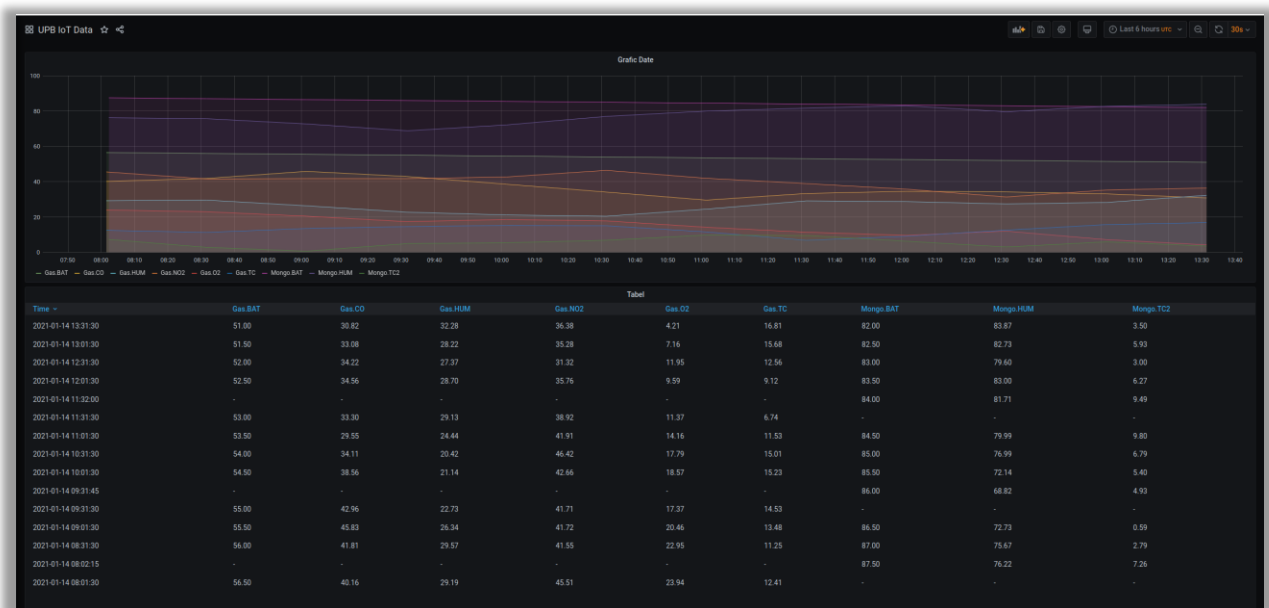 UPB IoT Data
Last 6 hours UTC
30s
Grafic Date
100
80
60
40
20
0
07:50 08:00 08:10 08:20 08:30 08:40 08:50 09:00 09:10 09:20 09:30 09:40 09:50 10:00 10:10 10:20 10:30 10:40 10:50 11:00 11:10 11:20 11:30 11:40 11:50 12:00 12:10 12:20 12:30 12:40 12:50 13:00 13:10 13:20 13:30 13:40
Gas.BAT Gas.CO Gas.HUM Gas.NO2 Gas.O2 Gas.TC Mongo.BAT Mongo.HUM Mongo.TC2
Tabel
Time Gas.BAT Gas.CO Gas.HUM Gas.NO2 Gas.O2 Gas.TC Mongo.BAT Mongo.HUM Mongo.TC2
2021-01-14 13:31:30 51.00 30.82 32.28 36.38 4.21 16.81 82.00 83.87 3.50
2021-01-14 13:01:30 51.50 33.08 28.22 35.28 7.16 15.68 82.50 82.73 5.93
2021-01-14 12:31:30 52.00 34.22 27.37 31.32 11.95 12.56 83.00 79.60 3.00
2021-01-14 12:01:30 52.50 34.56 28.70 35.76 9.59 9.12 83.50 83.00 6.27
2021-01-14 11:32:00 - - - - - - 84.00 81.71 9.49
2021-01-14 11:31:30 53.00 33.30 29.13 38.92 11.37 6.74 - - -
2021-01-14 11:01:30 53.50 29.55 24.44 41.91 14.16 11.53 84.50 79.99 9.80
2021-01-14 10:31:30 54.00 34.11 20.42 46.42 17.79 15.01 85.00 76.99 6.79
2021-01-14 10:01:30 54.50 38.56 21.14 42.66 18.57 15.23 85.50 72.14 5.40
2021-01-14 09:31:45 - - - - - - 86.00 68.82 4.93
2021-01-14 09:31:30 55.00 42.96 22.73 41.71 17.37 14.53 - - -
2021-01-14 09:01:30 55.50 45.83 26.34 41.72 20.46 13.48 86.50 72.73 0.59
2021-01-14 08:31:30 56.00 41.81 29.57 41.55 22.95 11.25 87.00 75.67 2.79
2021-01-14 08:02:15 - - - - - - 87.50 76.22 7.26
2021-01-14 08:01:30 56.50 40.16 29.19 45.51 23.94 12.41 - - -